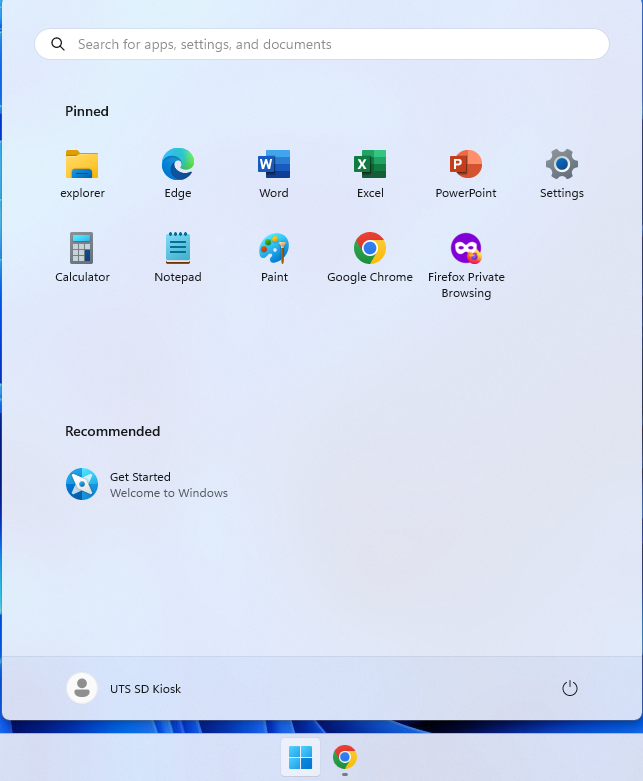 Search for apps, settings, and documents
Pinned
explorer
Edge
Word
Excel
PowerPoint
Settings
Calculator
Notepad
Paint
Google Chrome
Firefox Private
Browsing
Recommended
Get Started
Welcome to Windows
UTS SD Kiosk